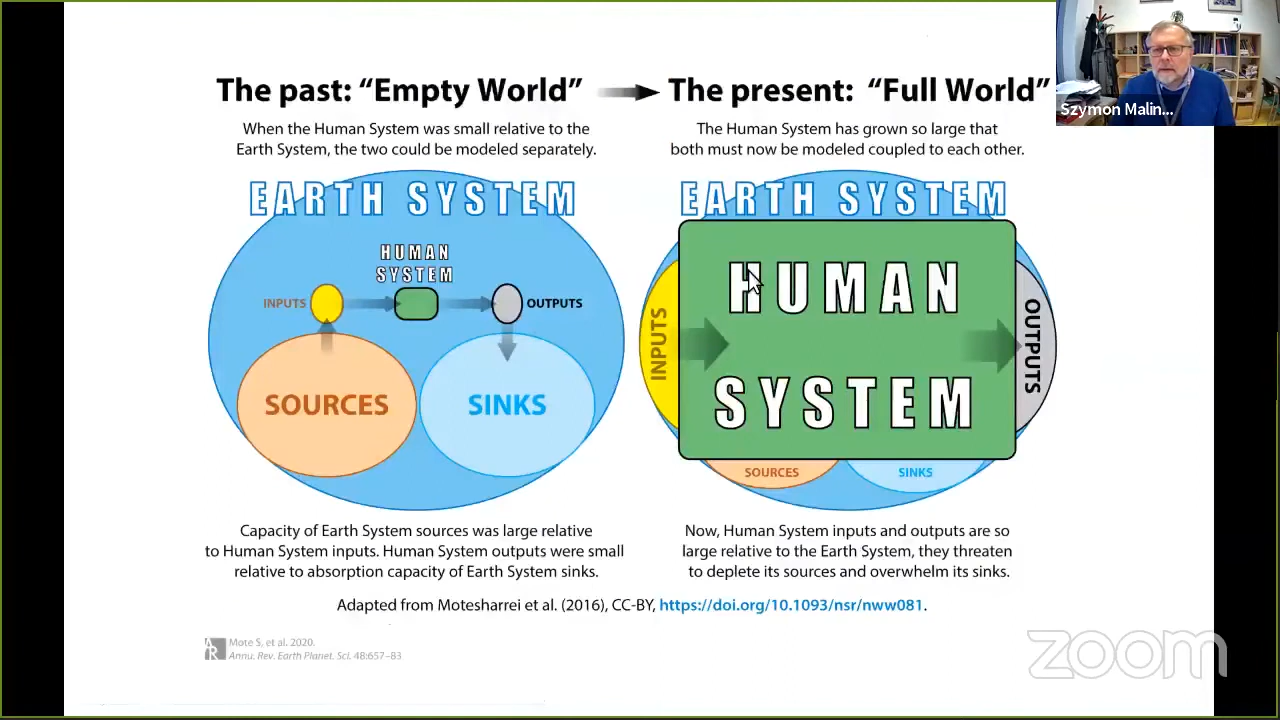 The past: “Empty World”
The present: “Full World”
Szymon Malin...
When the Human System was small relative to the
Earth System, the two could be modeled separately.
The Human System has grown so large that
both must now be modeled coupled to each other.
EARTH SYSTEM
HUMAN
SYSTEM
INPUTS
OUTPUTS
SOURCES
SINKS
EARTH SYSTEM
HUMAN
SYSTEM
INPUTS
OUTPUTS
SOURCES
SINKS
Capacity of Earth System sources was large relative
to Human System inputs. Human System outputs were small
relative to absorption capacity of Earth System sinks.
Now, Human System inputs and outputs are so
large relative to the Earth System, they threaten
to deplete its sources and overwhelm its sinks.
Adapted from Motesharrei et al. (2016), CC-BY, https://doi.org/10.1093/nsr/nww081.
AR
Mote S, et al. 2020.
Annu. Rev. Earth Planet. Sci. 48:657–83
zoom